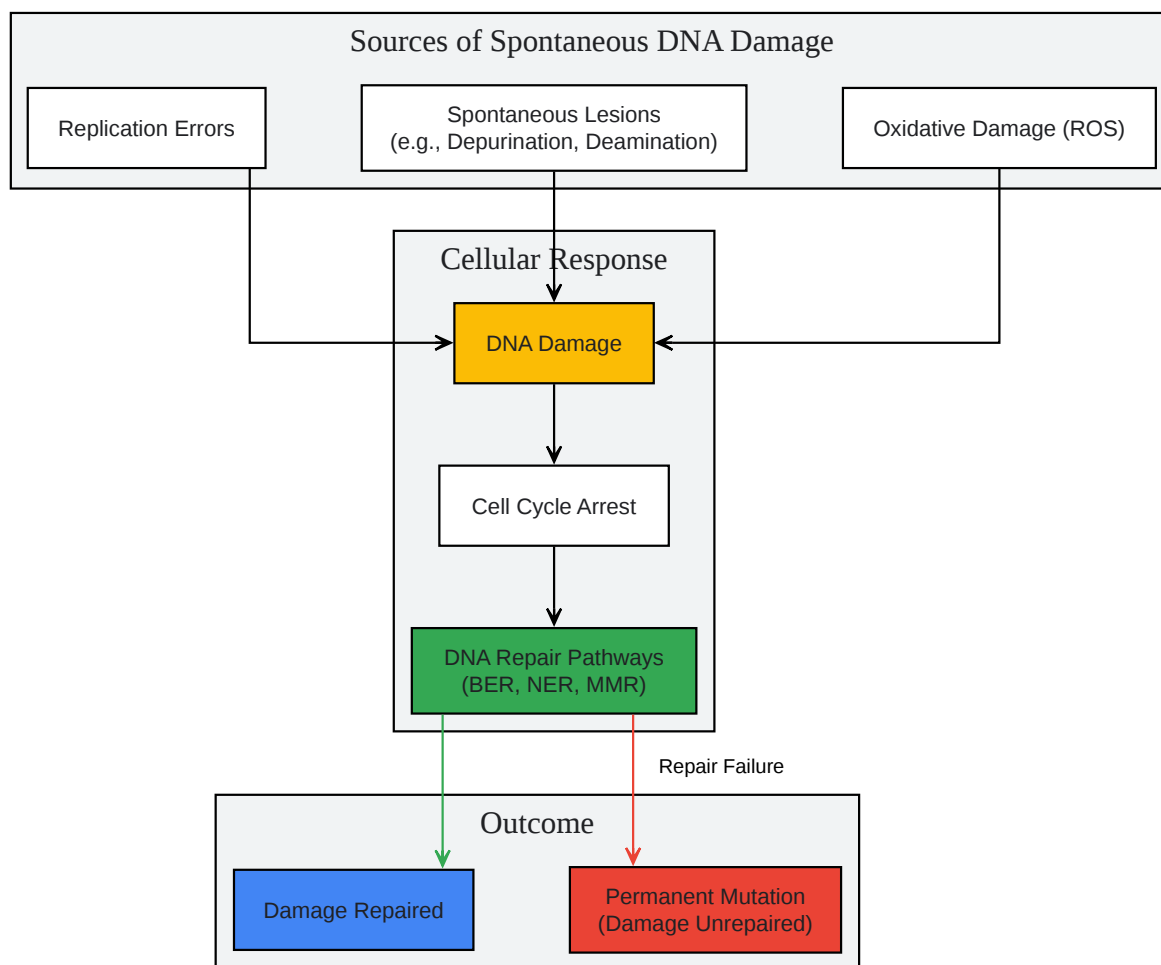 Sources of Spontaneous DNA Damage
Replication Errors
Spontaneous Lesions
(e.g., Depurination, Deamination)
Oxidative Damage (ROS)
Cellular Response
DNA Damage
Cell Cycle Arrest
DNA Repair Pathways
(BER, NER, MMR)
Repair Failure
Outcome
Damage Repaired
Permanent Mutation
(Damage Unrepaired)